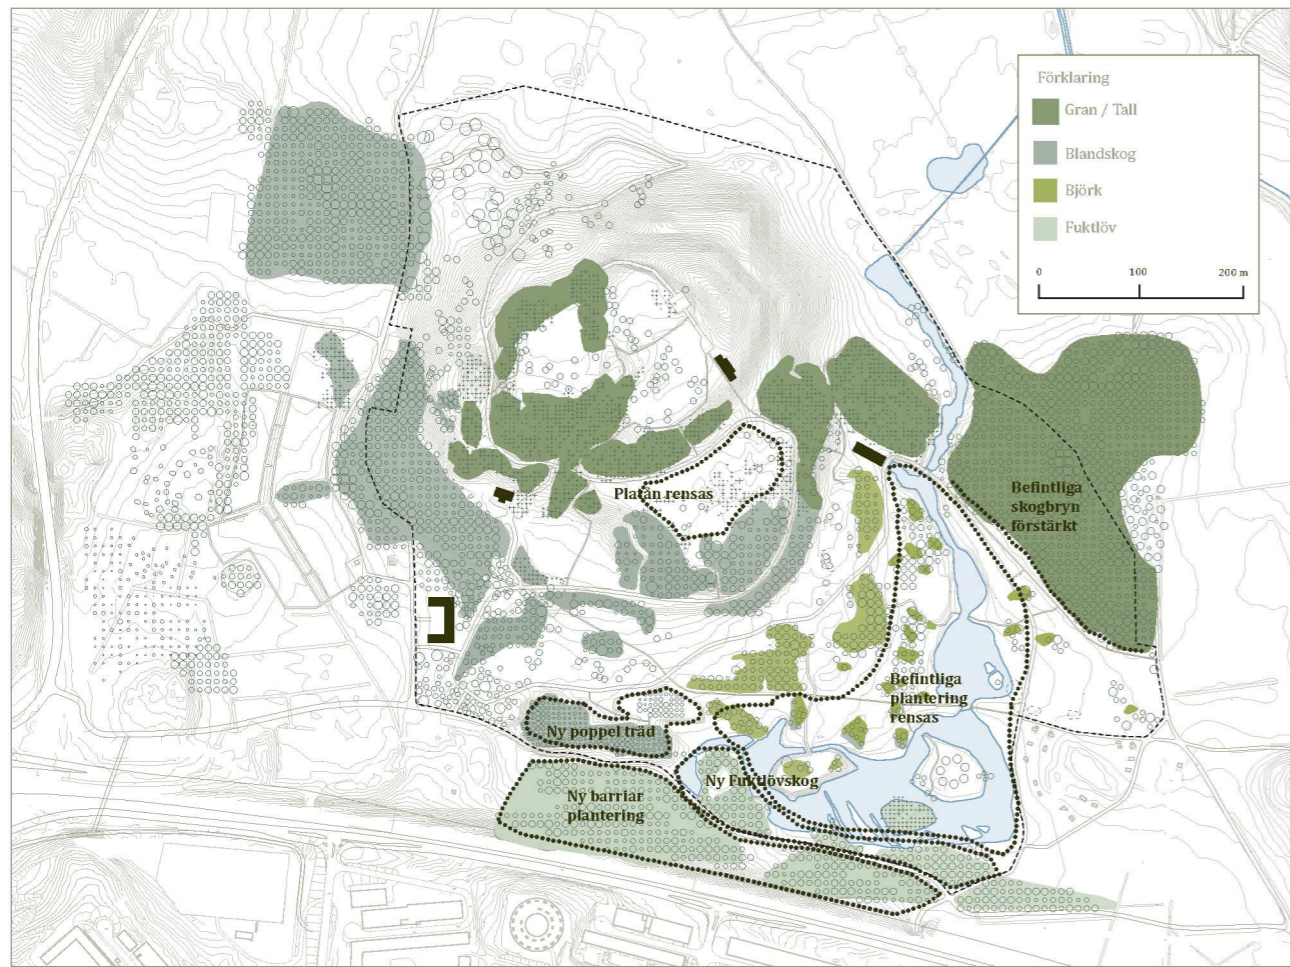 Förklaring
Gran / Tall
Blandskog
Björk
Fuktlöv
0 100 200 m
Platån rensas
Befintliga
skogbryn
förstärkt
Befintliga
plantering
rensas
Ny poppel träd
Ny Fuktlövskog
Ny barriar
plantering